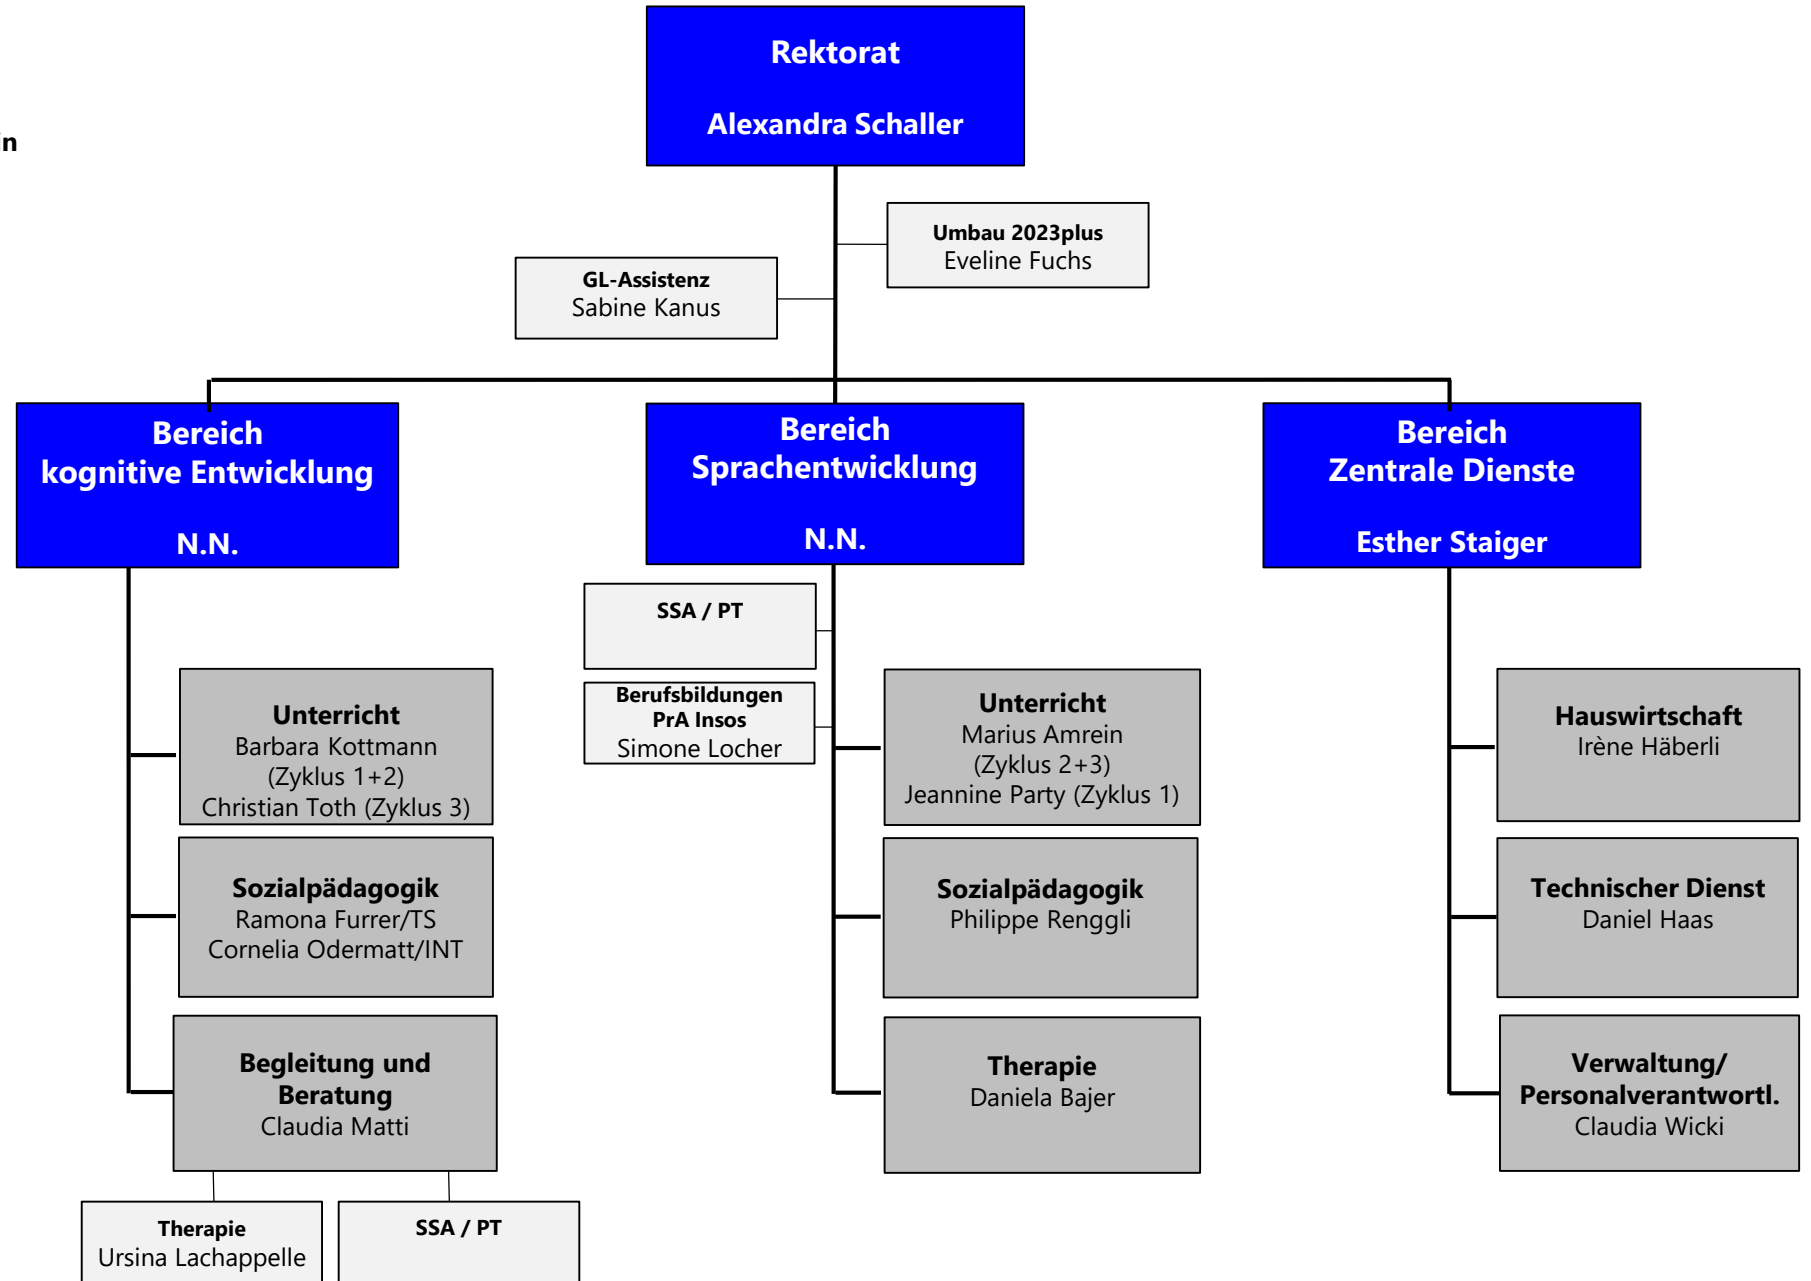 Rektorat
Alexandra Schaller
in
Umbau 2023plus
Eveline Fuchs
GL-Assistenz
Sabine Kanus
Bereich
kognitive Entwicklung
N.N.
Bereich
Sprachentwicklung
N.N.
Bereich
Zentrale Dienste
Esther Staiger
Unterricht
Barbara Kottmann
(Zyklus 1+2)
Christian Toth (Zyklus 3)
Sozialpädagogik
Ramona Furrer/TS
Cornelia Odermatt/INT
Begleitung und
Beratung
Claudia Matti
Therapie
Ursina Lachappelle
SSA / PT
SSA / PT
Berufsbildungen
PrA Insos
Simone Locher
Unterricht
Marius Amrein
(Zyklus 2+3)
Jeannine Party (Zyklus 1)
Sozialpädagogik
Philippe Renggli
Therapie
Daniela Bajer
Hauswirtschaft
Irène Häberli
Technischer Dienst
Daniel Haas
Verwaltung/
Personalverantwortl.
Claudia Wicki